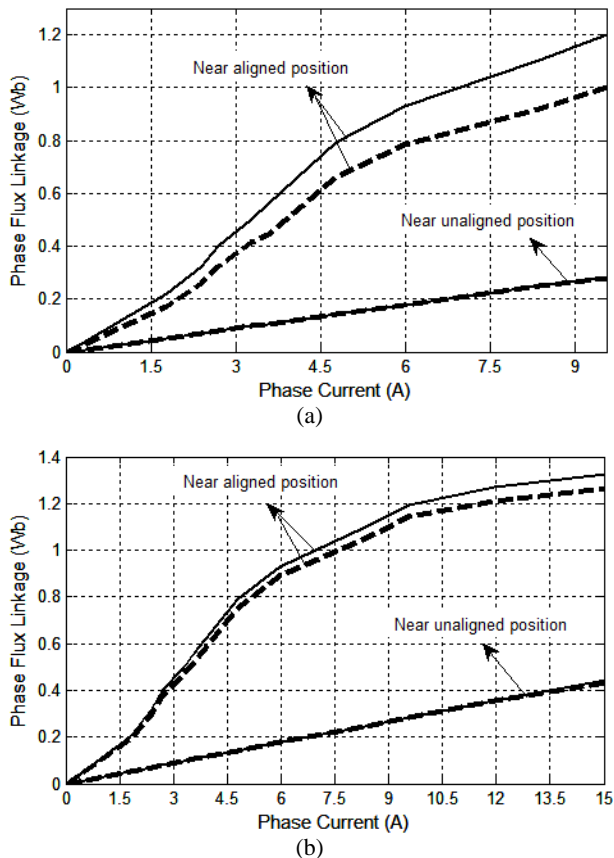 1.2
1
0.8
0.6
0.4
0.2
0
Phase Flux Linkage (Wb)
Near aligned position
Near unaligned position
0 1.5 3 4.5 6 7.5 9
Phase Current (A)
(a)
1.4
1.2
1
0.8
0.6
0.4
0.2
0
Phase Flux Linkage (Wb)
Near aligned position
Near unaligned position
0 1.5 3 4.5 6 7.5 9 10.5 12 13.5 15
Phase Current (A)
(b)